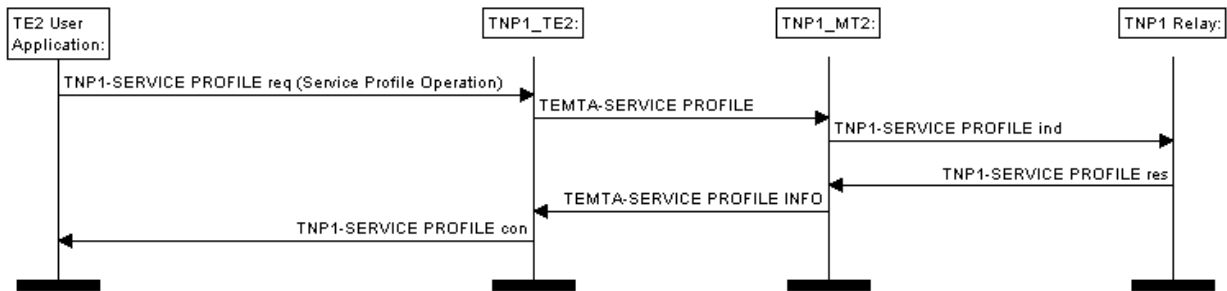 TE2 User
Application:
TNP1_TE2:
TNP1_MT2:
TNP1 Relay:
TNP1-SERVICE PROFILE req (Service Profile Operation)
TEMTA-SERVICE PROFILE
TNP1-SERVICE PROFILE ind
TNP1-SERVICE PROFILE res
TEMTA-SERVICE PROFILE INFO
TNP1-SERVICE PROFILE con